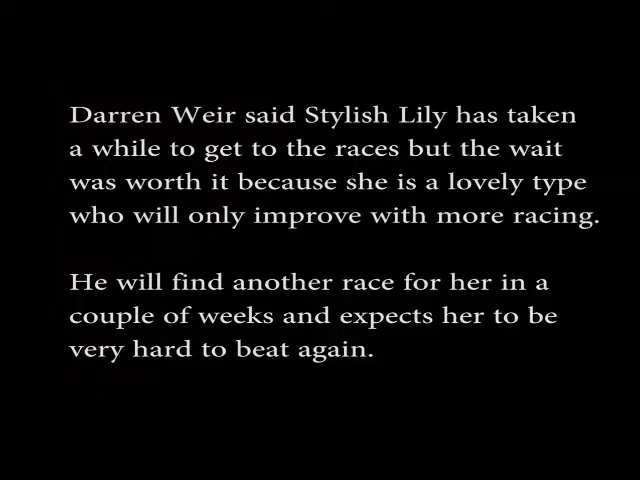 Darren Weir said Stylish Lily has taken
a while to get to the races but the wait
was worth it because she is a lovely type
who will only improve with more racing.
He will find another race for her in a
couple of weeks and expects her to be
very hard to beat again.